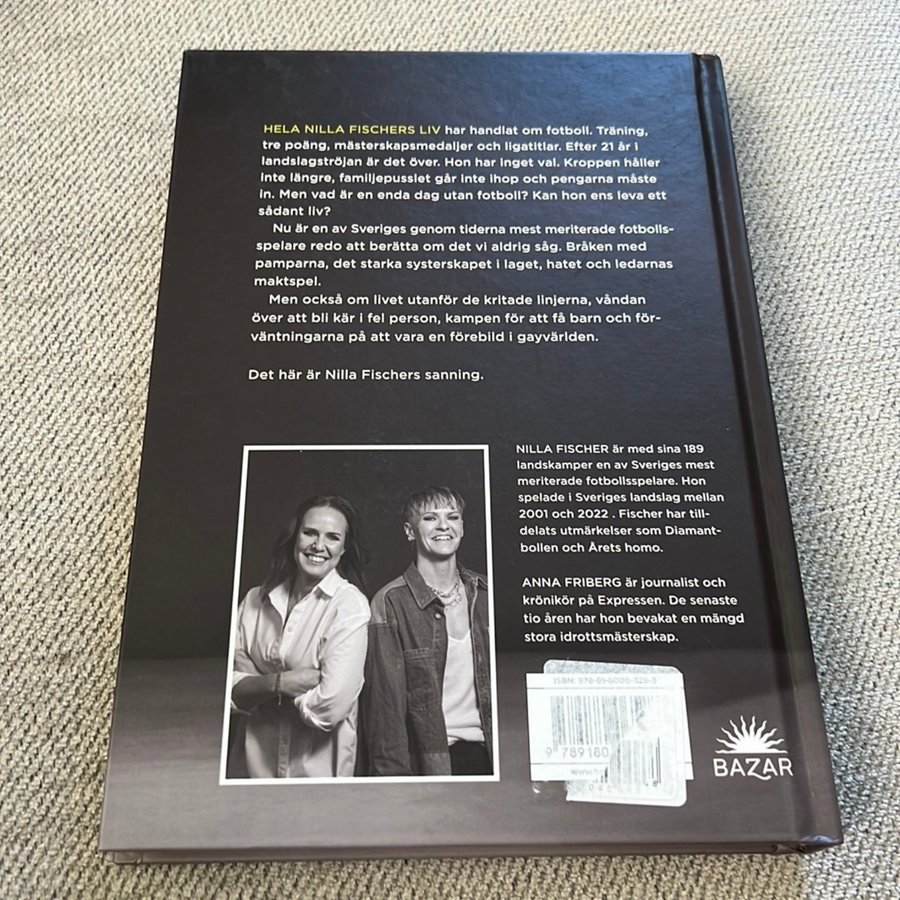 HELA NILLA FISCHERS LIV har handlat om fotboll. Träning,
tre poäng, mästerskapsmedaljer och ligatitlar. Efter 21 år i
landslagströjan är det över. Hon har inget val. Kroppen håller
inte längre, familjepusslet går inte ihop och pengarna måste
in. Men vad är en enda dag utan fotboll? Kan hon ens leva ett
sådant liv?
Nu är en av Sveriges genom tiderna mest meriterade fotbolls-
spelare redo att berätta om det vi aldrig såg. Bråken med
pamparna, det starka systerskapet i laget, hatet och ledarnas
maktspel.
Men också om livet utanför de kritade linjerna, våndan
över att bli kär i fel person, kampen för att få barn och för-
väntningarna på att vara en förebild i gayvärlden.
Det här är Nilla Fischers sanning.
NILLA FISCHER är med sina 189
landskamper en av Sveriges mest
meriterade fotbollsspelare. Hon
spelade i Sveriges landslag mellan
2001 och 2022 . Fischer har till-
delats utmärkelser som Diamant-
bollen och Årets homo.
ANNA FRIBERG är journalist och
krönikör på Expressen. De senaste
tio åren har hon bevakat en mängd
stora idrottsmästerskap.
ISBN:
9 789180
www.
BAZAR